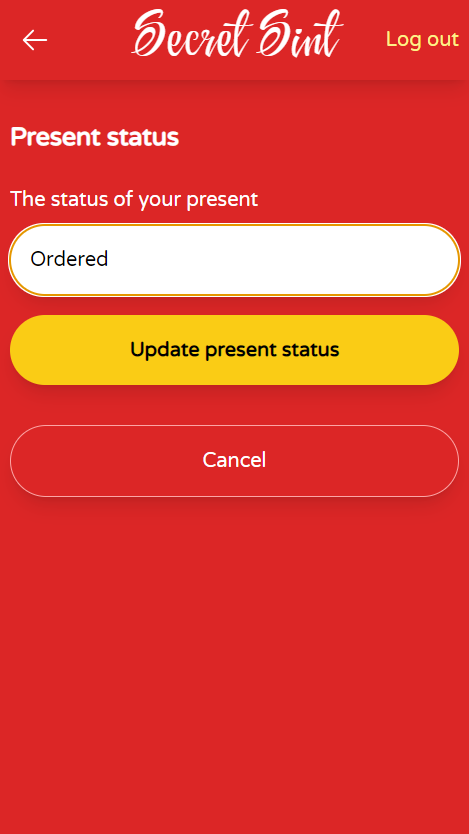 Secret Sint
Log out
Present status
The status of your present
Ordered
Update present status
Cancel